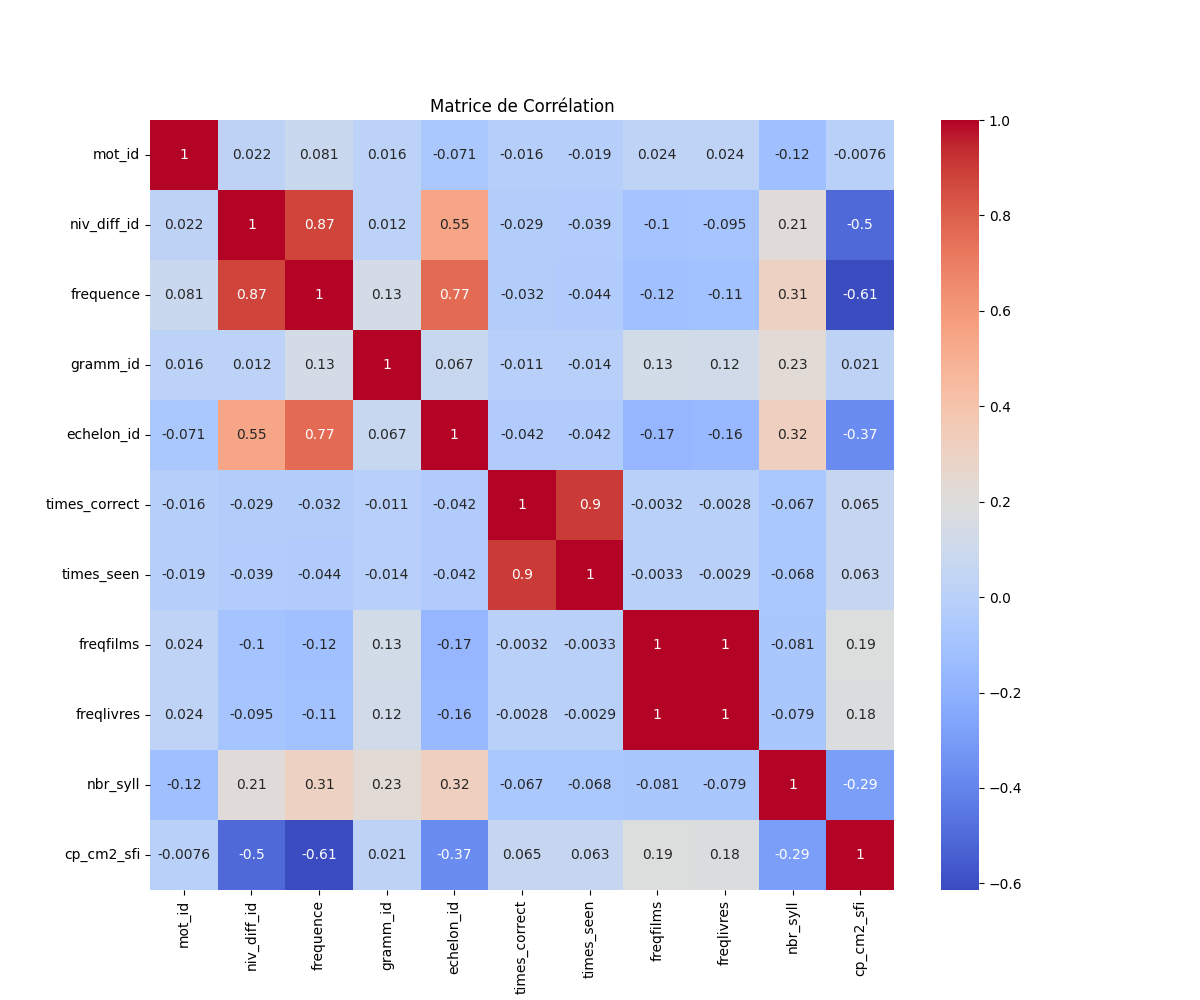 Matrice de Corrélation
mot_id 1 0.022 0.081 0.016 -0.071 -0.016 -0.019 0.024 0.024 -0.12 -0.0076
niv_diff_id 0.022 1 0.87 0.012 0.55 -0.029 -0.039 -0.1 -0.095 0.21 -0.5
frequence 0.081 0.87 1 0.13 0.77 -0.032 -0.044 -0.12 -0.11 0.31 -0.61
gramm_id 0.016 0.012 0.13 1 0.067 -0.011 -0.014 0.13 0.12 0.23 0.021
echelon_id -0.071 0.55 0.77 0.067 1 -0.042 -0.042 -0.17 -0.16 0.32 -0.37
times_correct -0.016 -0.029 -0.032 -0.011 -0.042 1 0.9 -0.0032 -0.0028 -0.067 0.065
times_seen -0.019 -0.039 -0.044 -0.014 -0.042 0.9 1 -0.0033 -0.0029 -0.068 0.063
freqfilms 0.024 -0.1 -0.12 0.13 -0.17 -0.0032 -0.0033 1 1 -0.081 0.19
freqlivres 0.024 -0.095 -0.11 0.12 -0.16 -0.0028 -0.0029 1 1 -0.079 0.18
nbr_syll -0.12 0.21 0.31 0.23 0.32 -0.067 -0.068 -0.081 -0.079 1 -0.29
cp_cm2_sfi -0.0076 -0.5 -0.61 0.021 -0.37 0.065 0.063 0.19 0.18 -0.29 1
mot_id niv_diff_id frequence gramm_id echelon_id times_correct times_seen freqfilms freqlivres nbr_syll cp_cm2_sfi
1.0
0.8
0.6
0.4
0.2
0.0
−0.2
−0.4
−0.6